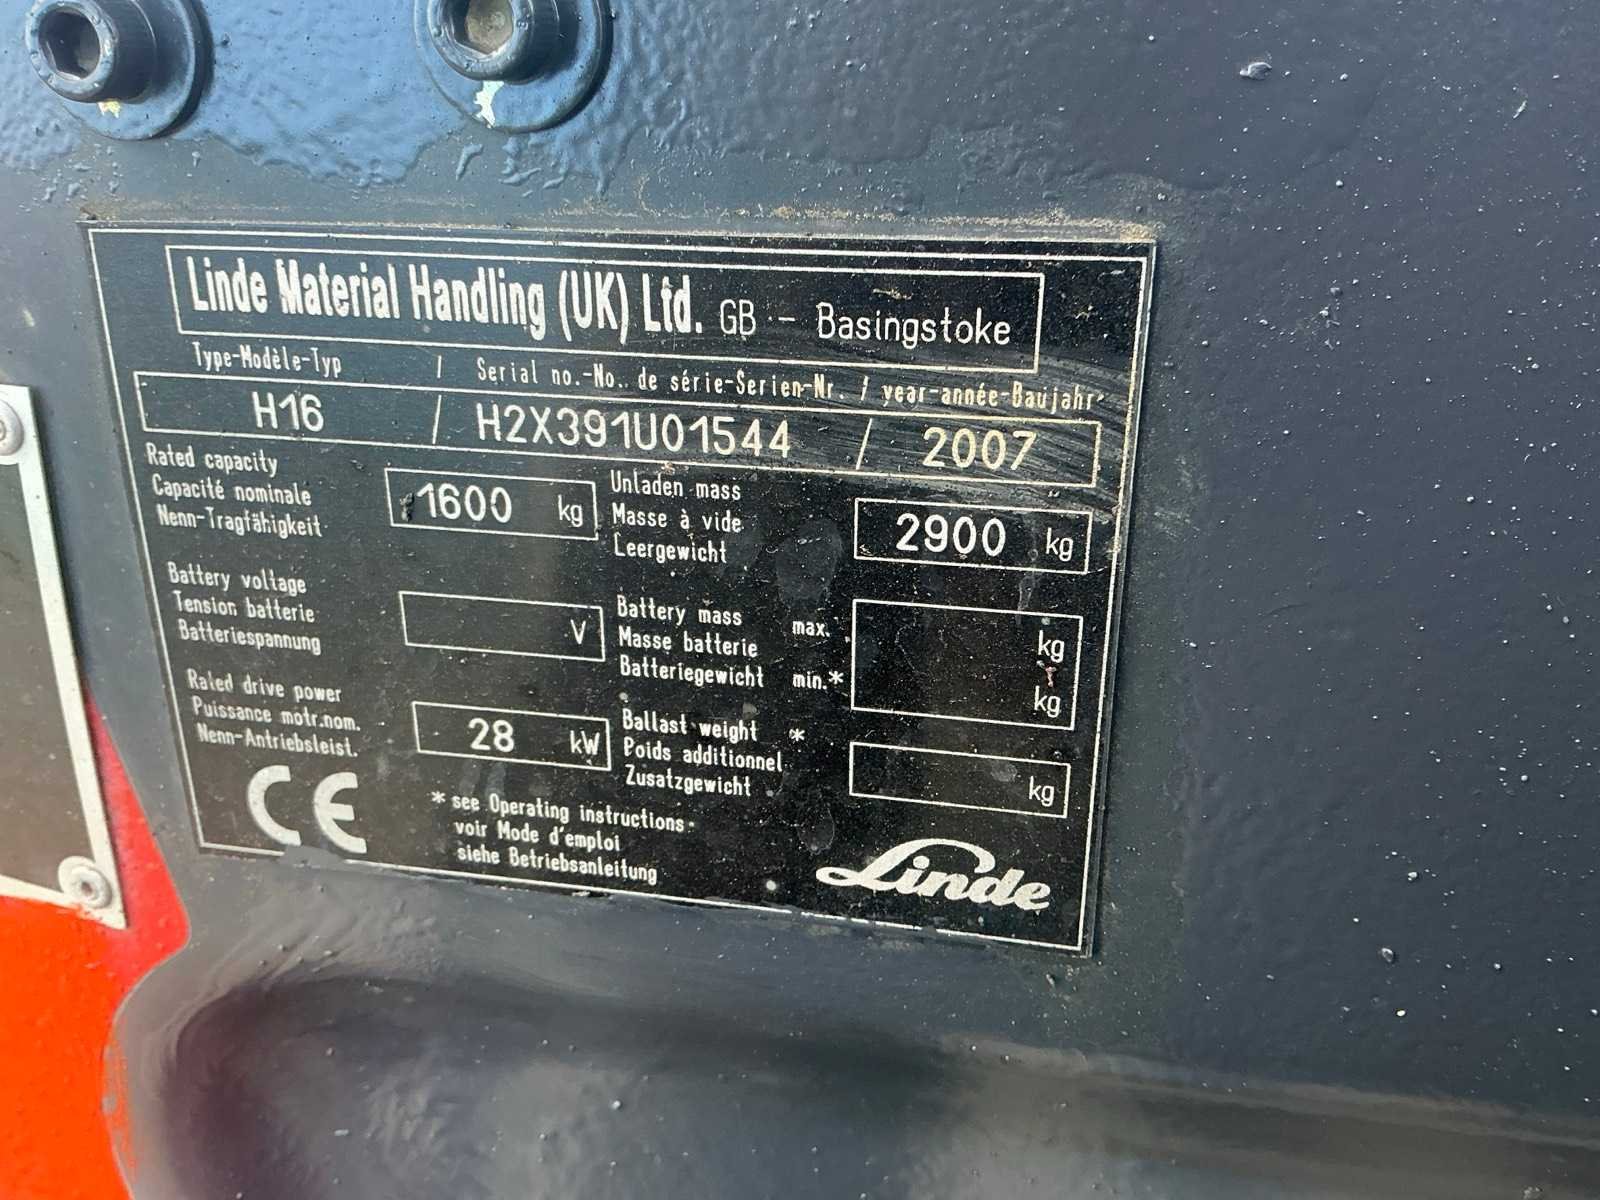 Linde Material Handling (UK) Ltd. GB - Basingstoke
Type-Modèle-Typ / Serial no.-No. de série-Serien-Nr. / year-année-Baujahr
H16 / H2X391U01544 / 2007
Rated capacity
Capacité nominale
Nenn-Tragfähigkeit
1600 kg
Unladen mass
Masse à vide
Leergewicht
2900 kg
Battery voltage
Tension batterie
Batteriespannung
V
Battery mass max.
Masse batterie
Batteriegewicht min.*
kg
kg
Rated drive power
Puissance motr.nom.
Nenn-Antriebsleist.
28 kW
Ballast weight *
Poids additionnel
Zusatzgewicht
kg
CE
* see Operating instructions
voir Mode d'emploi
siehe Betriebsanleitung
Linde